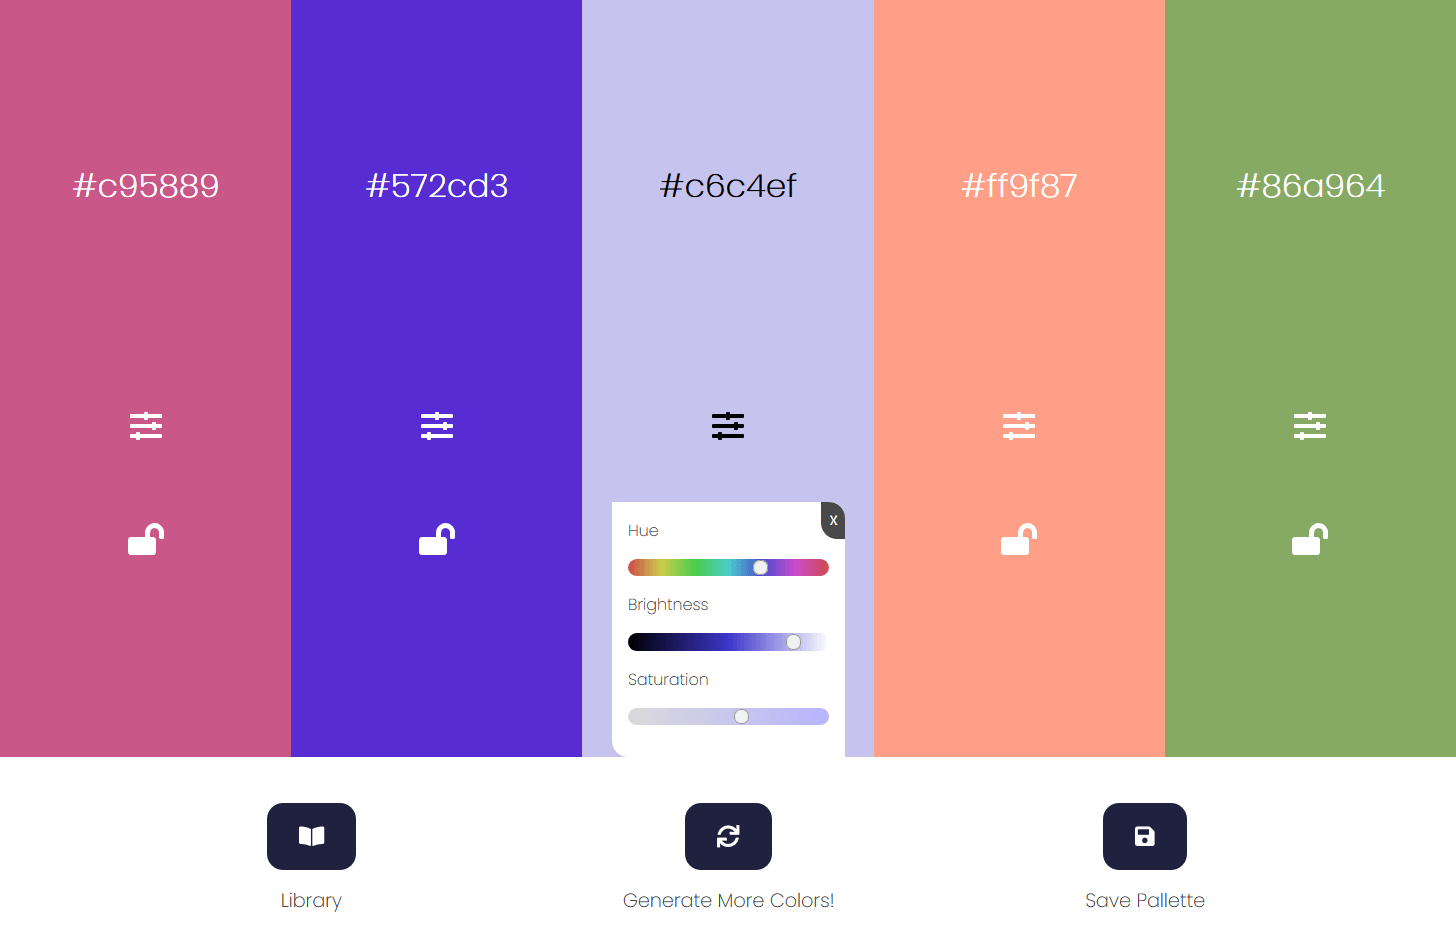 #c95889
#572cd3
#c6c4ef
#ff9f87
#86a964
X
Hue
Brightness
Saturation
Library
Generate More Colors!
Save Pallette